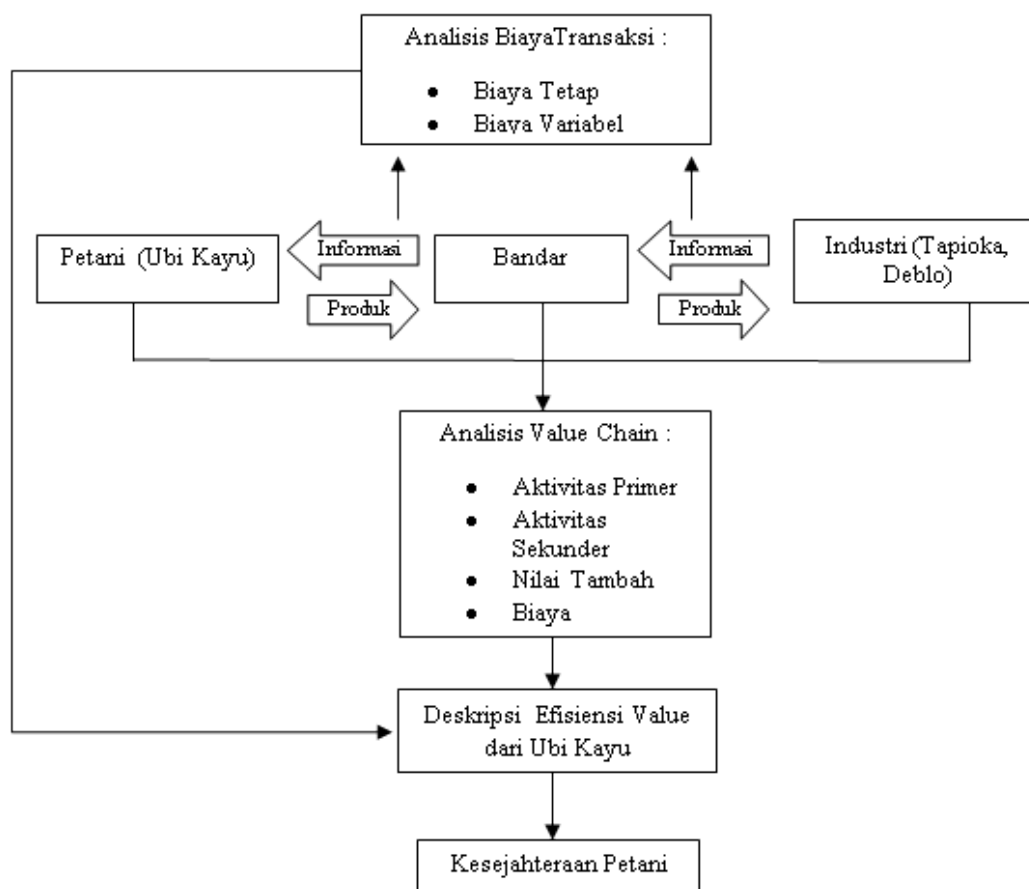 Analisis BiayaTransaksi :
• Biaya Tetap
• Biaya Variabel
Informasi
Informasi
Petani (Ubi Kayu)
Bandar
Industri (Tapioka,
Deblo)
Produk
Produk
Analisis Value Chain :
• Aktivitas Primer
• Aktivitas
Sekunder
• Nilai Tambah
• Biaya
Deskripsi Efisiensi Value
dari Ubi Kayu
Kesejahteraan Petani